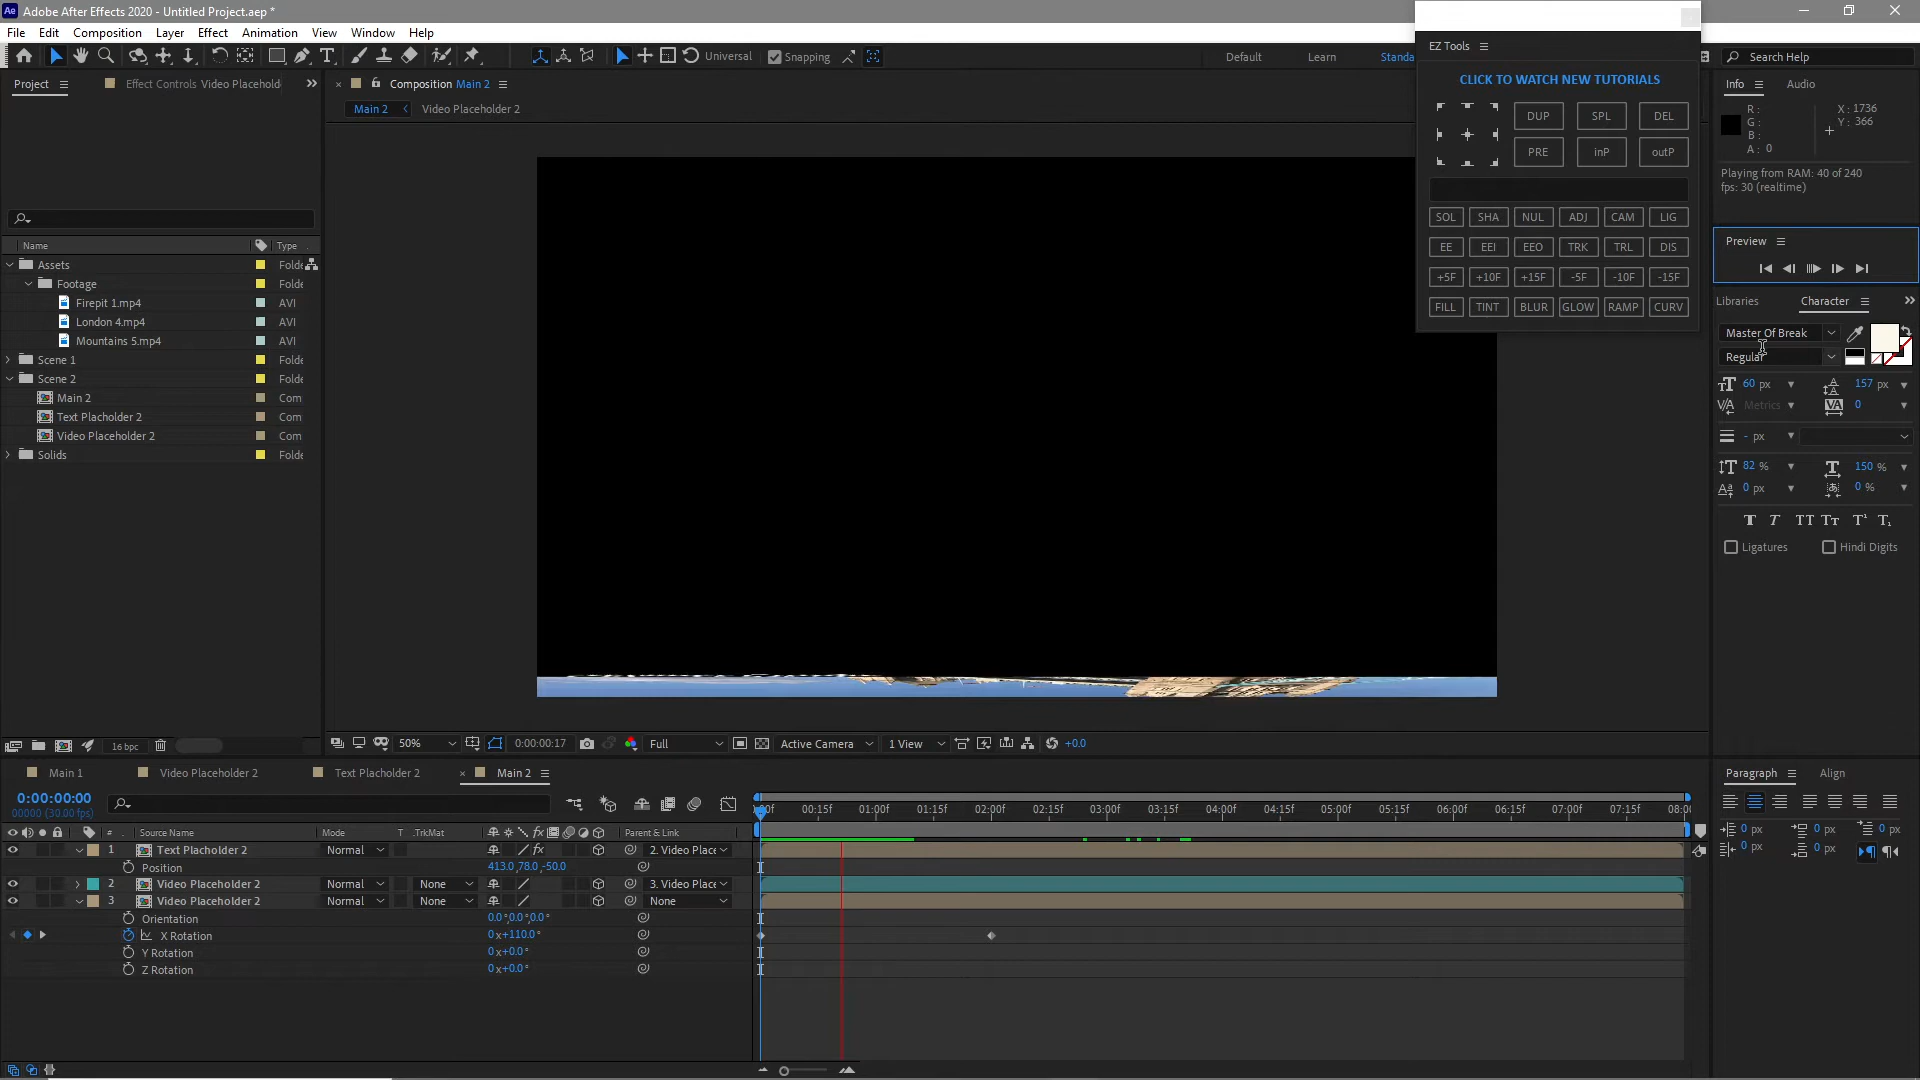 Ae Adobe After Effects 2020 - Untitled Project.aep *
File Edit Composition Layer Effect Animation View Window Help
Universal Snapping Default Learn Standa Search Help
EZ Tools
CLICK TO WATCH NEW TUTORIALS
DUP SPL DEL
PRE inP outP
SOL SHA NUL ADJ CAM LIG
EE EEI EEO TRK TRL DIS
+5F +10F +15F -5F -10F -15F
FILL TINT BLUR GLOW RAMP CURV
Project Effect Controls Video Placehold
Name Type
Assets Folde
Footage
Firepit 1.mp4 AVI
London 4.mp4 AVI
Mountains 5.mp4 AVI
Scene 1 Folde
Scene 2 Folde
Main 2 Com
Text Placholder 2 Com
Video Placeholder 2 Com
Solids Folde
16 bpc
Composition Main 2
Main 2 Video Placeholder 2
50% 0:00:00:17 Full Active Camera 1 View +0.0
Info Audio
R : X : 1736
G : Y : 366
B :
A : 0
Playing from RAM: 40 of 240
fps: 30 (realtime)
Preview
Libraries Character
Master Of Break
Regular
60 px 157 px
Metrics 0
- px
82 % 150 %
0 px 0 %
T T TT Tт T¹ T₁
Ligatures Hindi Digits
Main 1 Video Placeholder 2 Text Placholder 2 Main 2
0:00:00:00
00000 (30.00 fps)
:00f 00:15f 01:00f 01:15f 02:00f 02:15f 03:00f 03:15f 04:00f 04:15f 05:00f 05:15f 06:00f 06:15f 07:00f 07:15f 08:00
# Source Name Mode T .TrkMat Parent & Link
1 Text Placholder 2 Normal 2. Video Place
Position 413.0,78.0,-50.0
2 Video Placeholder 2 Normal None 3. Video Place
3 Video Placeholder 2 Normal None None
Orientation 0.0°,0.0°,0.0°
X Rotation 0x+110.0°
Y Rotation 0x+0.0°
Z Rotation 0x+0.0°
Paragraph Align
0 px 0 px 0 px
0 px 0 px